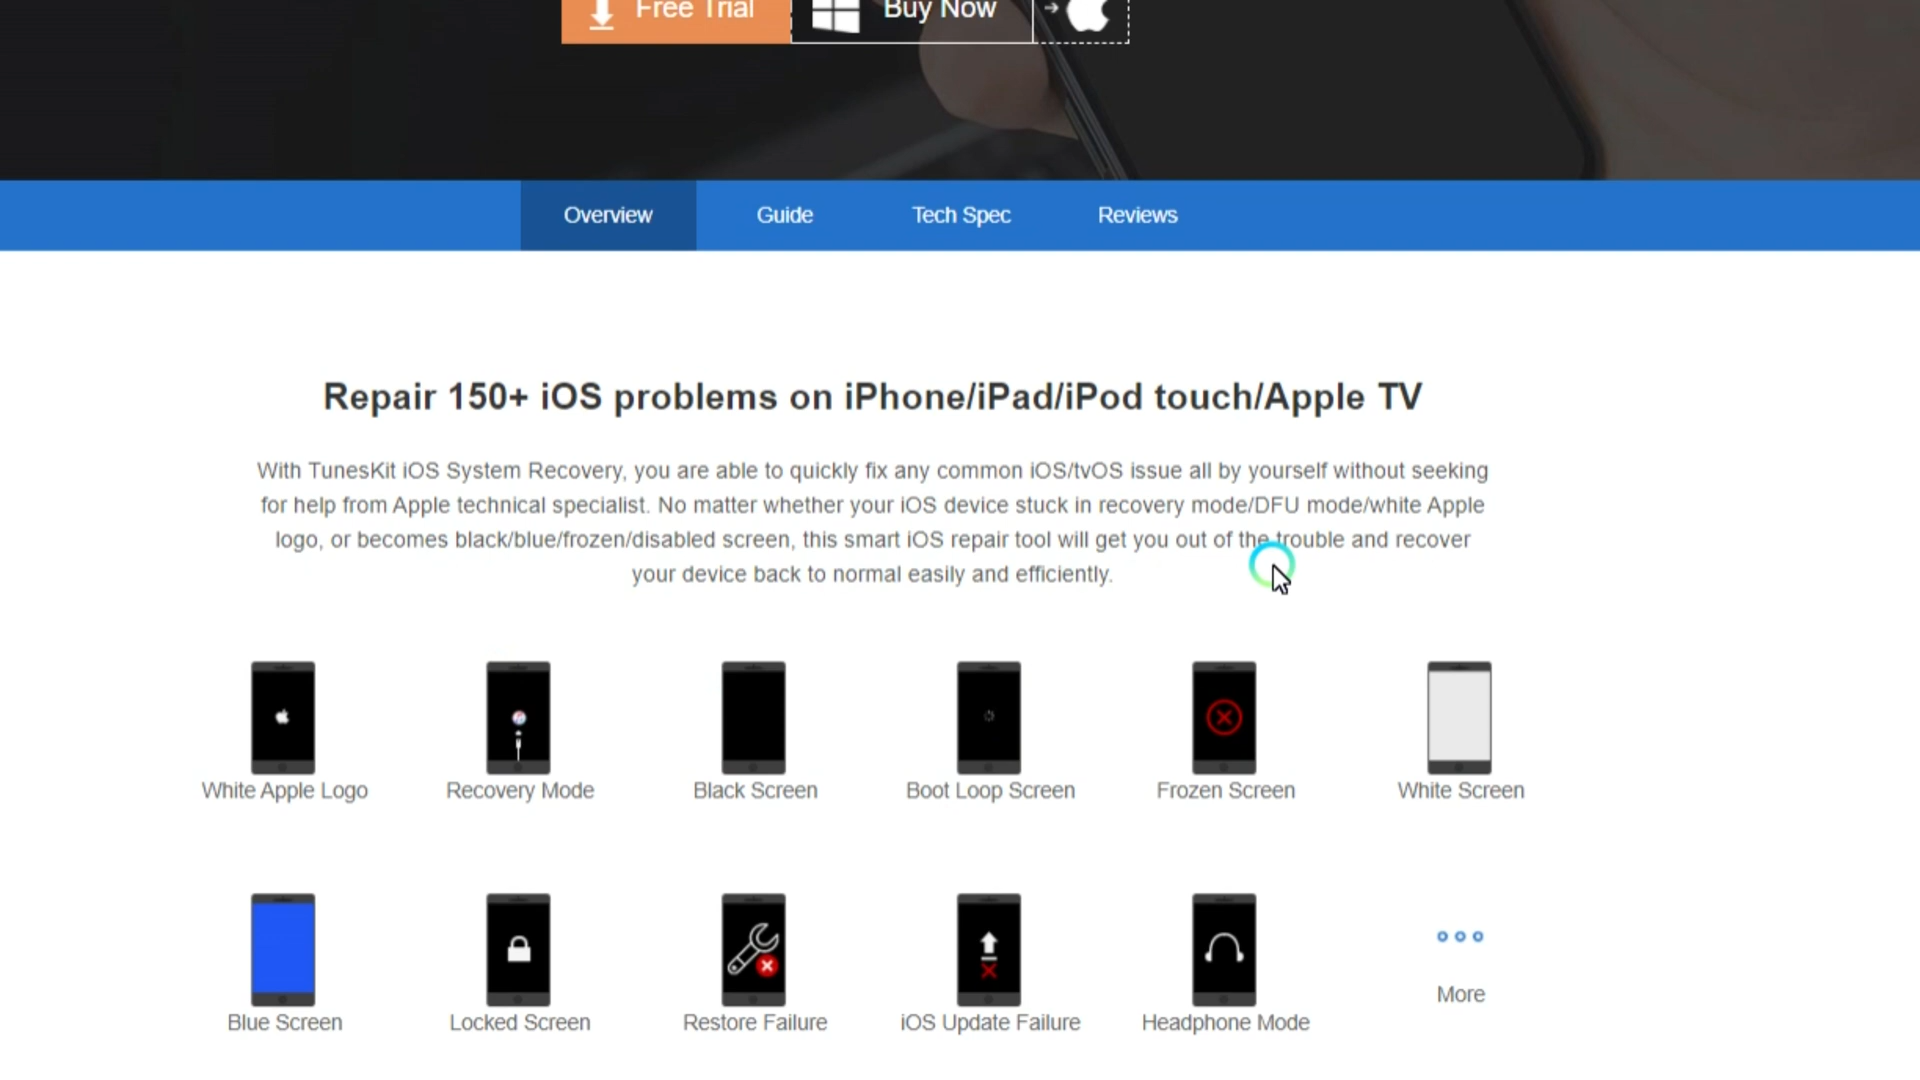 Free Trial
Buy Now
Overview
Guide
Tech Spec
Reviews
Repair 150+ iOS problems on iPhone/iPad/iPod touch/Apple TV
With TunesKit iOS System Recovery, you are able to quickly fix any common iOS/tvOS issue all by yourself without seeking
for help from Apple technical specialist. No matter whether your iOS device stuck in recovery mode/DFU mode/white Apple
logo, or becomes black/blue/frozen/disabled screen, this smart iOS repair tool will get you out of the trouble and recover
your device back to normal easily and efficiently.
White Apple Logo
Recovery Mode
Black Screen
Boot Loop Screen
Frozen Screen
White Screen
Blue Screen
Locked Screen
Restore Failure
iOS Update Failure
Headphone Mode
More